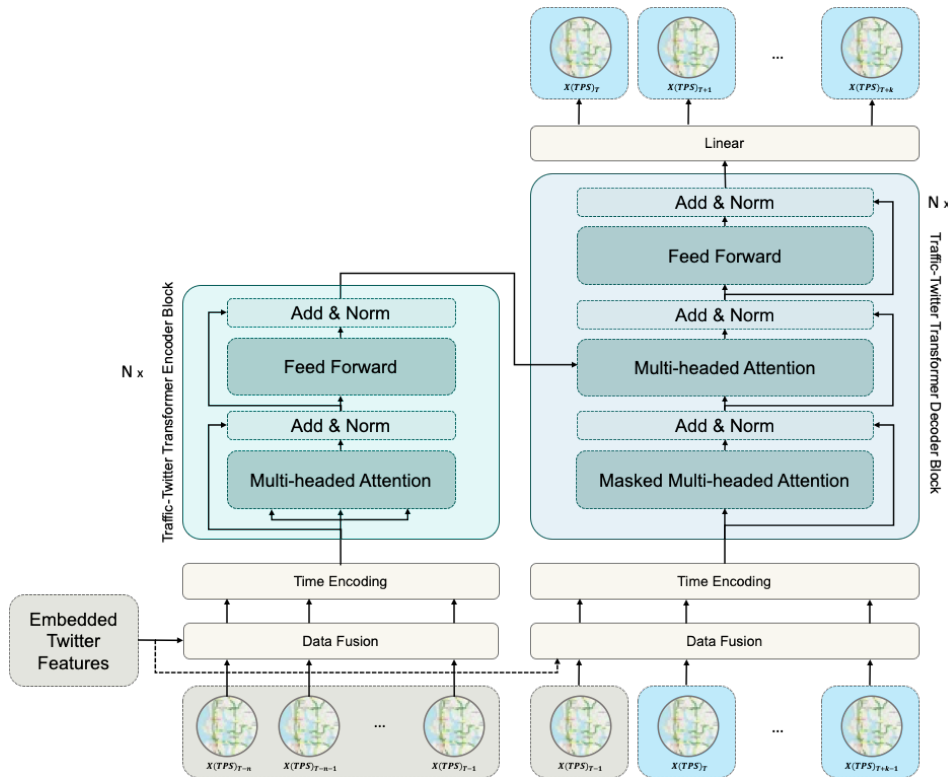 X(TPS)T
X(TPS)T+1
...
X(TPS)T+k
Linear
Add & Norm
N x
Feed Forward
Add & Norm
Multi-headed Attention
Add & Norm
Masked Multi-headed Attention
Traffic-Twitter Transformer Decoder Block
Traffic-Twitter Transformer Encoder Block
N x
Add & Norm
Feed Forward
Add & Norm
Multi-headed Attention
Time Encoding
Time Encoding
Embedded
Twitter
Features
Data Fusion
Data Fusion
X(TPS)T−n
X(TPS)T−n−1
...
X(TPS)T−1
X(TPS)T−1
X(TPS)T
...
X(TPS)T+k−1